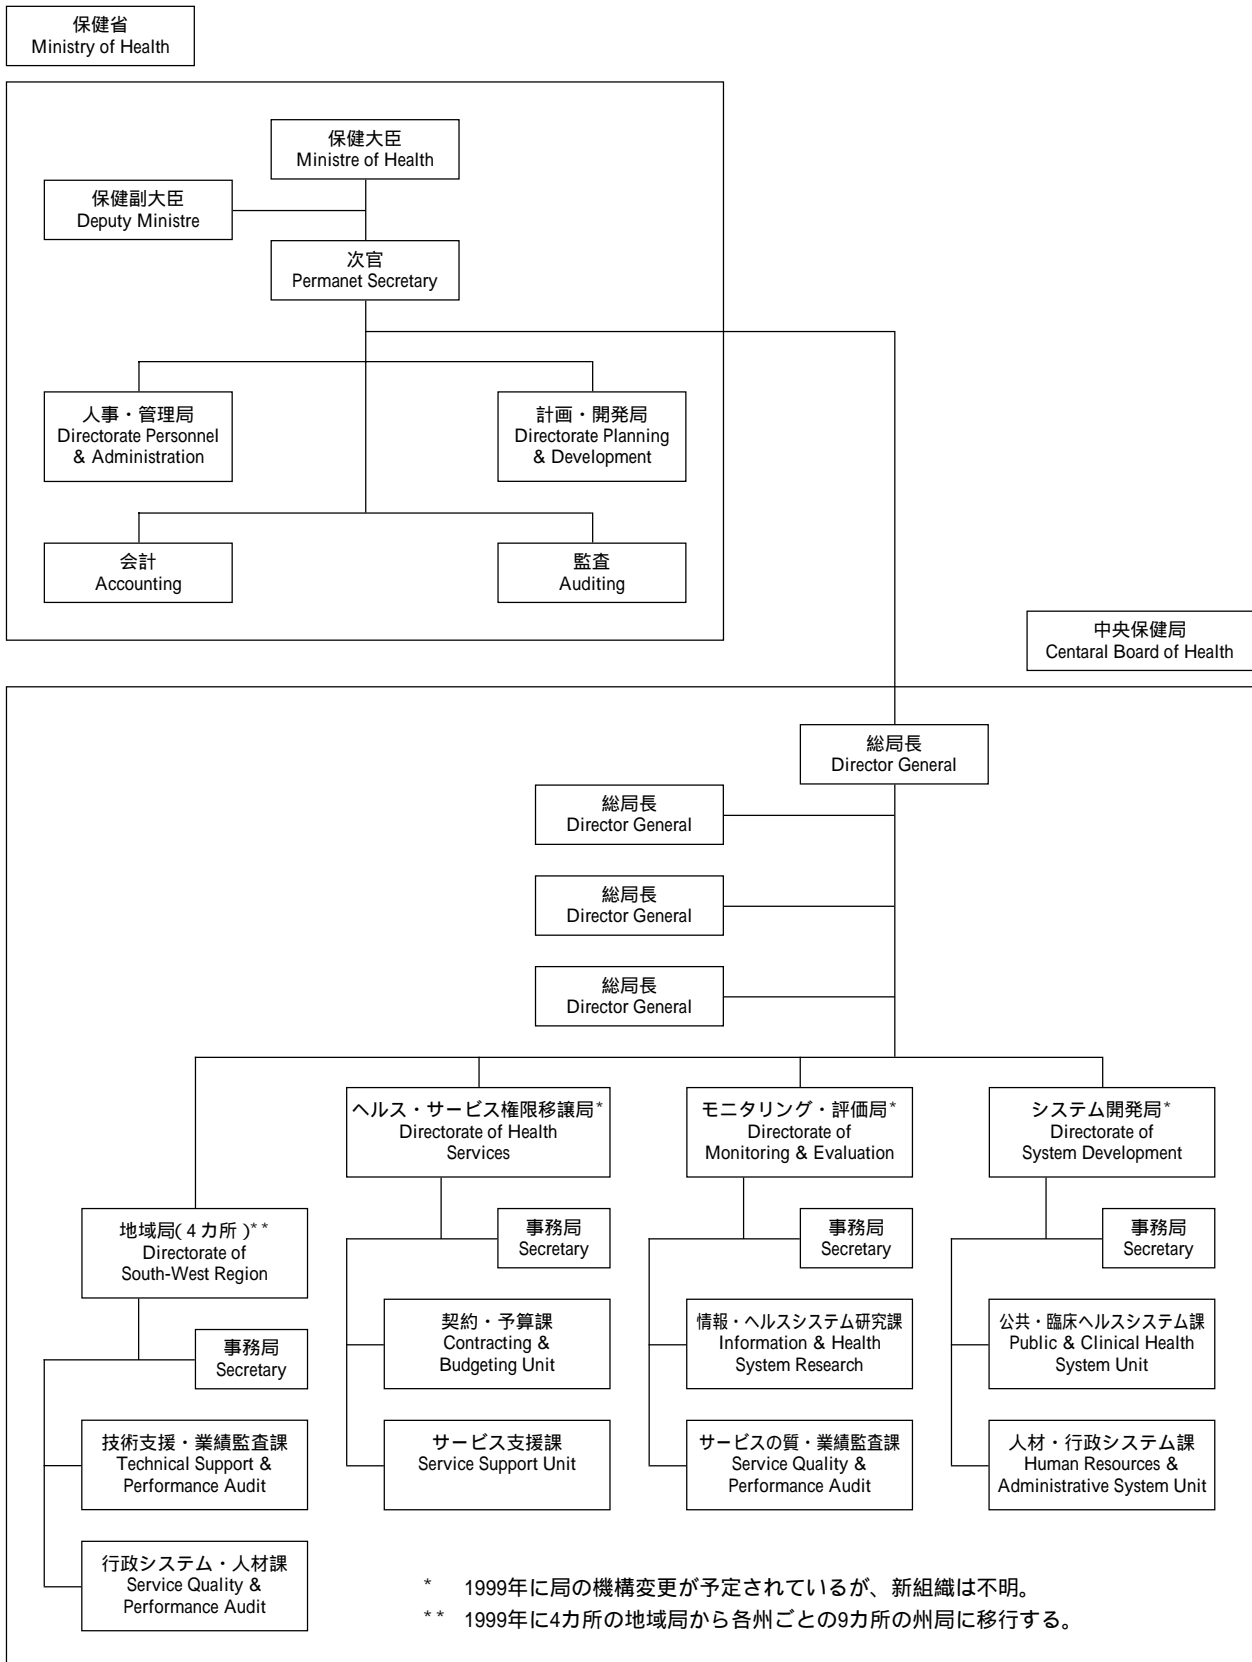 保健省
Ministry of Health
保健大臣
Ministre of Health
保健副大臣
Deputy Ministre
次官
Permanet Secretary
人事・管理局
Directorate Personnel
& Administration
計画・開発局
Directorate Planning
& Development
会計
Accounting
監査
Auditing
中央保健局
Centaral Board of Health
総局長
Director General
総局長
Director General
総局長
Director General
総局長
Director General
ヘルス・サービス権限移譲局*
Directorate of Health
Services
モニタリング・評価局*
Directorate of
Monitoring & Evaluation
システム開発局*
Directorate of
System Development
地域局(4カ所)**
Directorate of
South-West Region
事務局
Secretary
事務局
Secretary
事務局
Secretary
事務局
Secretary
契約・予算課
Contracting &
Budgeting Unit
情報・ヘルスシステム研究課
Information & Health
System Research
公共・臨床ヘルスシステム課
Public & Clinical Health
System Unit
技術支援・業績監査課
Technical Support &
Performance Audit
サービス支援課
Service Support Unit
サービスの質・業績監査課
Service Quality &
Performance Audit
人材・行政システム課
Human Resources &
Administrative System Unit
行政システム・人材課
Service Quality &
Performance Audit
* 1999年に局の機構変更が予定されているが、新組織は不明。
** 1999年に4カ所の地域局から各州ごとの9カ所の州局に移行する。